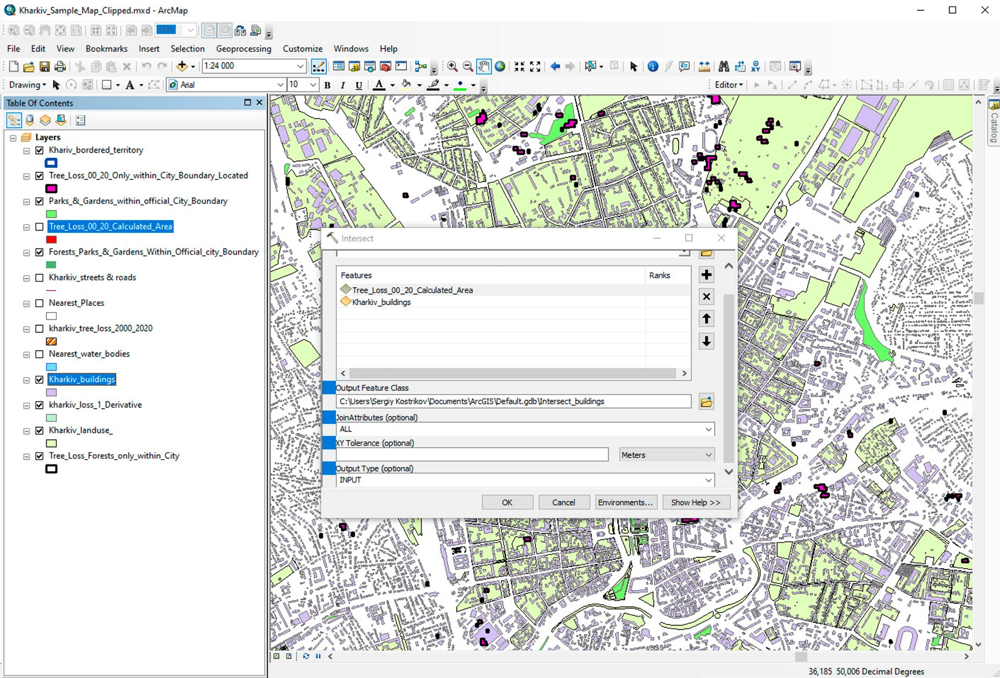 Kharkiv_Sample_Map_Clipped.mxd - ArcMap
File Edit View Bookmarks Insert Selection Geoprocessing Customize Windows Help
1:24 000
Drawing Arial 10 B I U A Editor
Table Of Contents
Layers
Khariv_bordered_territory
Tree_Loss_00_20_Only_within_City_Boundary_Located
Parks_&_Gardens_within_official_City_Boundary
Tree_Loss_00_20_Calculated_Area
Forests_Parks_&_Gardens_Within_Official_city_Boundary
Kharkiv_streets & roads
Nearest_Places
kharkiv_tree_loss_2000_2020
Nearest_water_bodies
Kharkiv_buildings
kharkiv_loss_1_Derivative
Kharkiv_landuse_
Tree_Loss_Forests_only_within_City
Intersect
Features Ranks
Tree_Loss_00_20_Calculated_Area
Kharkiv_buildings
Output Feature Class
C:\Users\Sergiy Kostrikov\Documents\ArcGIS\Default.gdb\Intersect_buildings
JoinAttributes (optional)
ALL
XY Tolerance (optional)
Meters
Output Type (optional)
INPUT
OK Cancel Environments... Show Help >>
Catalog
36,185 50,006 Decimal Degrees